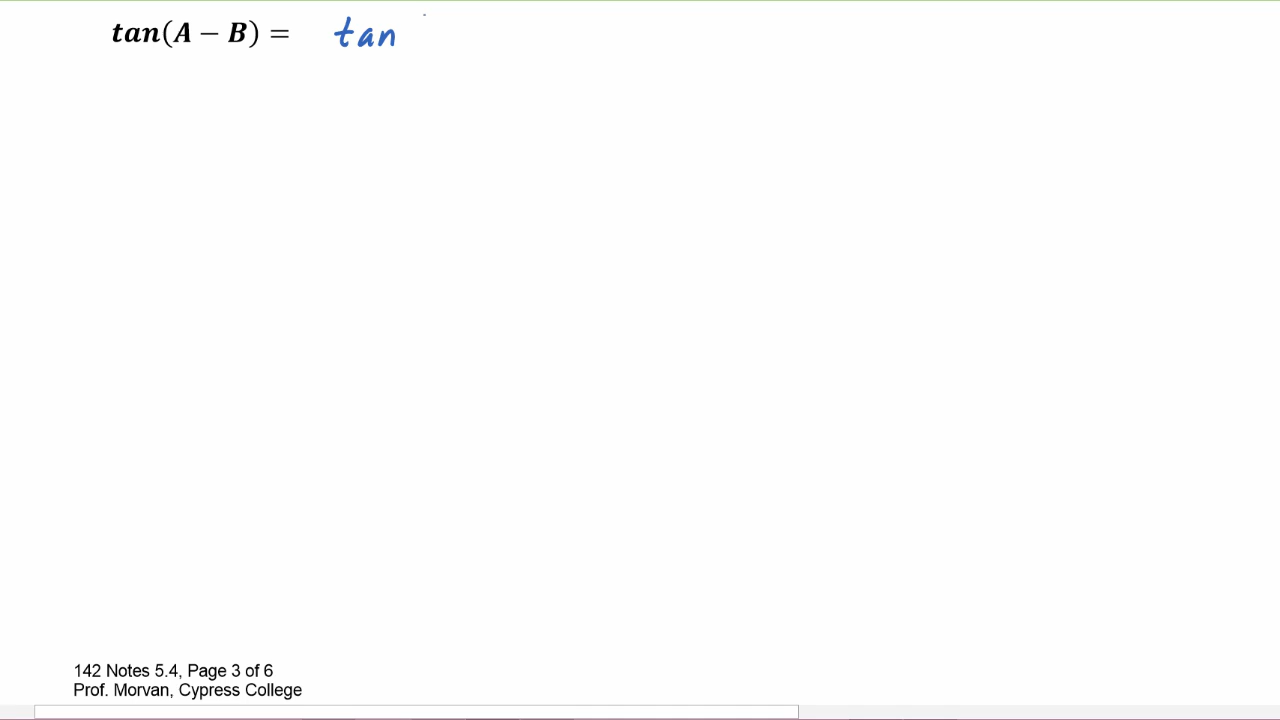 tan(A − B) = tan
142 Notes 5.4, Page 3 of 6
Prof. Morvan, Cypress College